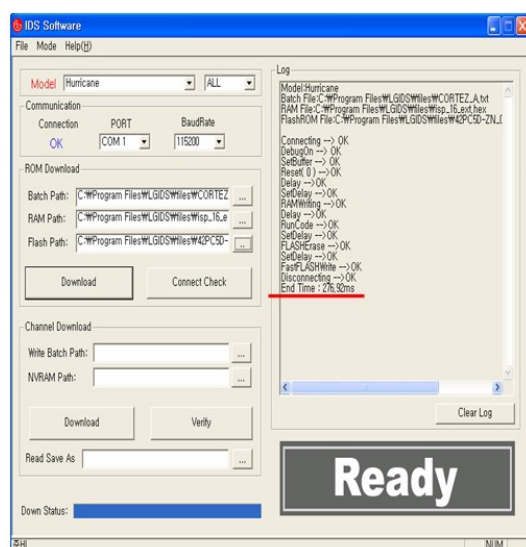 IDS Software
File Mode Help(H)
Model Hurricane ALL
Communication
Connection PORT BaudRate
OK COM 1 115200
ROM Download
Batch Path: C:₩Program Files₩LGIDS₩files₩CORTEZ ...
RAM Path: C:₩Program Files₩LGIDS₩files₩isp_16_e ...
Flash Path: C:₩Program Files₩LGIDS₩files₩42PC5D- ...
Download Connect Check
Channel Download
Write Batch Path: ...
NVRAM Path: ...
Download Verify
Read Save As ...
Down Status:
Log
Model:Hurricane
Batch File:C:₩Program Files₩LGIDS₩files₩CORTEZ_A.txt
RAM File:C:₩Program Files₩LGIDS₩files₩isp_16_ext.hex
FlashROM File:C:₩Program Files₩LGIDS₩files₩42PC5D-ZN_
Connecting --> OK
DebugOn --> OK
SetBuffer --> OK
Reset( 0 ) --> OK
Delay -->OK
SetDelay -->OK
RAMWriting -->OK
Delay -->OK
RunCode -->OK
SetDelay -->OK
FLASHErase -->OK
SetDelay -->OK
FastFLASHWrite -->OK
Disconnecting -->OK
End Time : 276,92ms
Clear Log
Ready
준비 NUM